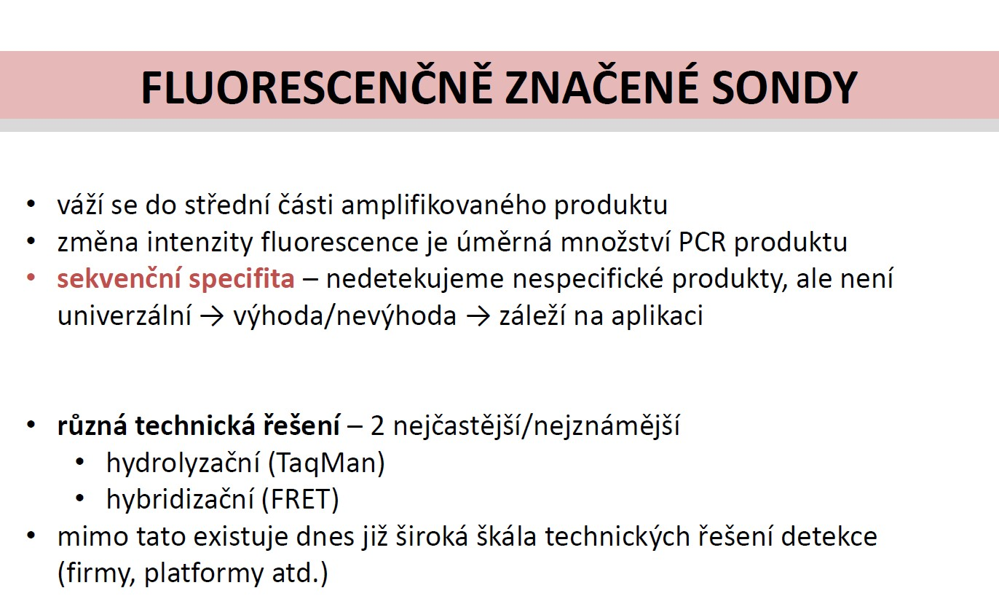 FLUORESCENČNĚ ZNAČENÉ SONDY
• váží se do střední části amplifikovaného produktu
• změna intenzity fluorescence je úměrná množství PCR produktu
• sekvenční specifita – nedetekujeme nespecifické produkty, ale není
univerzální → výhoda/nevýhoda → záleží na aplikaci
• různá technická řešení – 2 nejčastější/nejznámější
• hydrolyzační (TaqMan)
• hybridizační (FRET)
• mimo tato existuje dnes již široká škála technických řešení detekce
(firmy, platformy atd.)